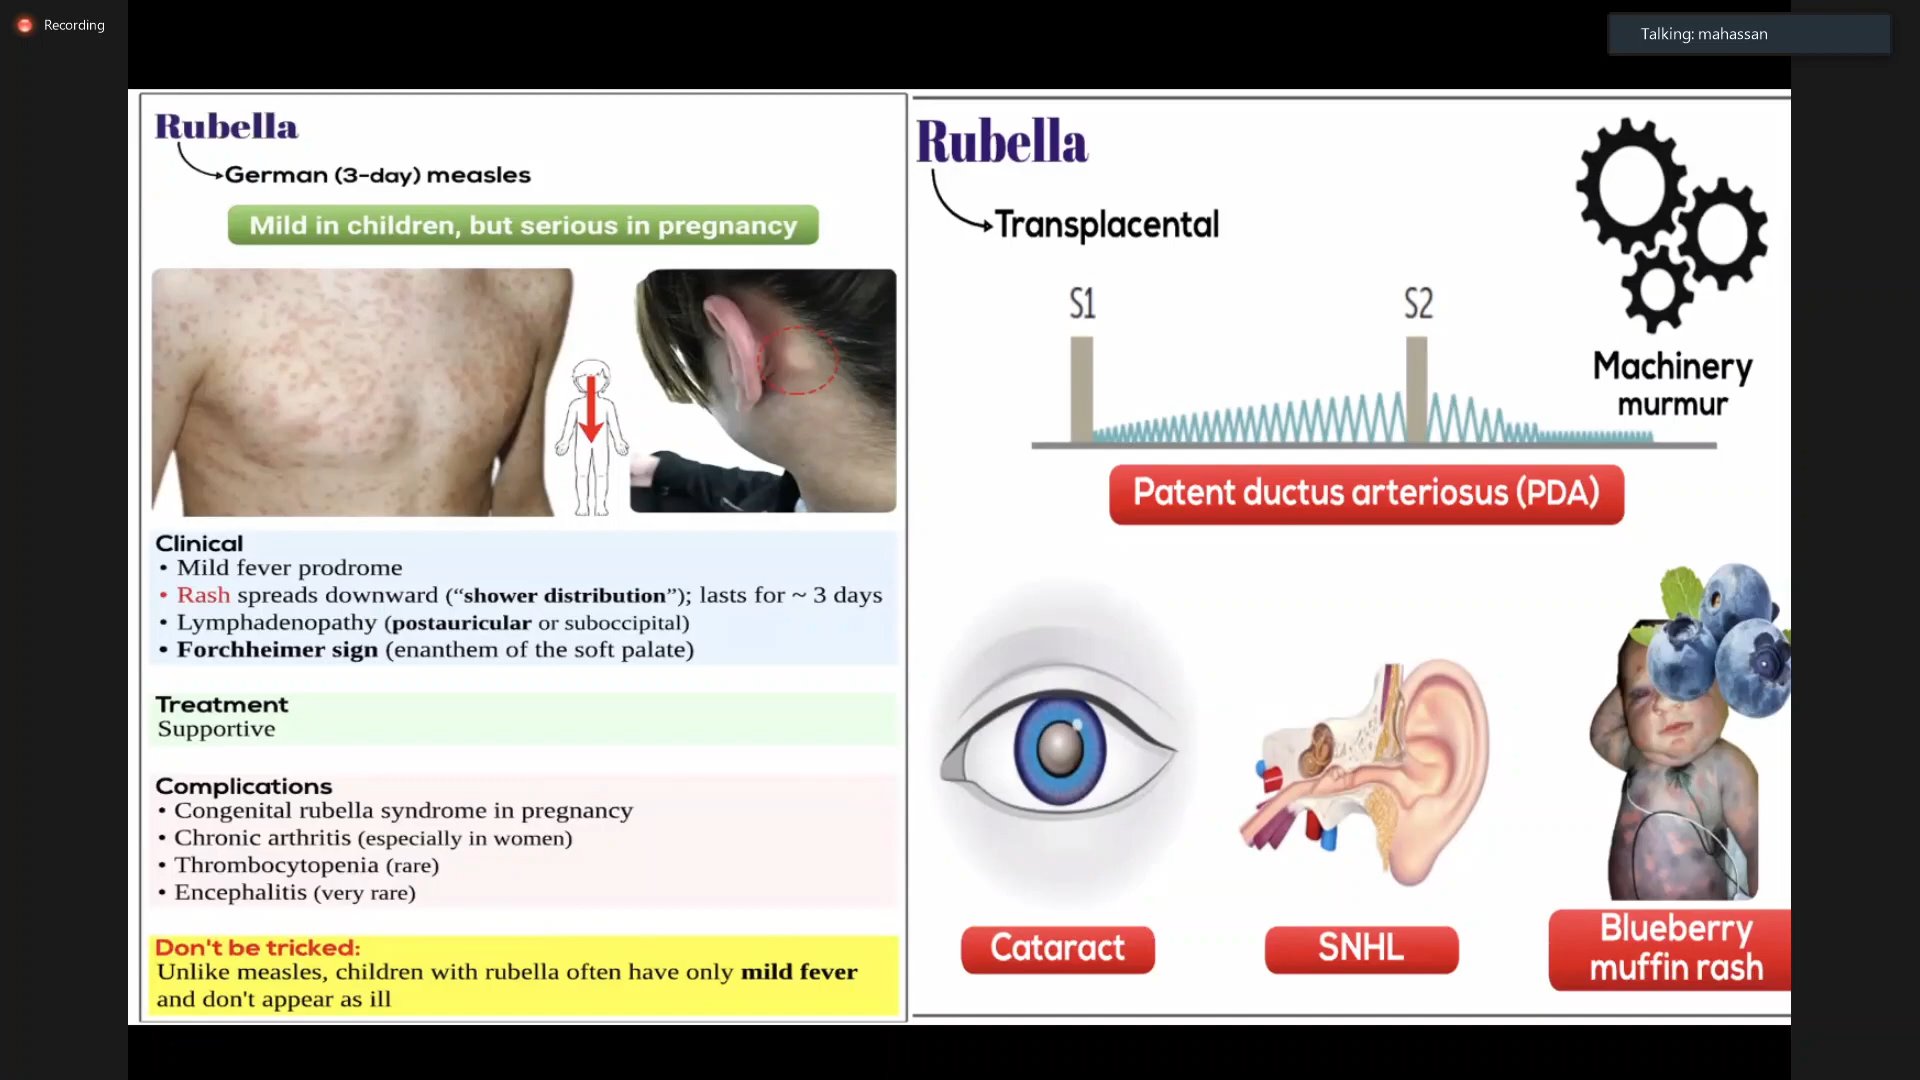 Recording
Talking: mahassan
Rubella
German (3-day) measles
Mild in children, but serious in pregnancy
Clinical
• Mild fever prodrome
• Rash spreads downward (“shower distribution”); lasts for ~ 3 days
• Lymphadenopathy (postauricular or suboccipital)
• Forchheimer sign (enanthem of the soft palate)
Treatment
Supportive
Complications
• Congenital rubella syndrome in pregnancy
• Chronic arthritis (especially in women)
• Thrombocytopenia (rare)
• Encephalitis (very rare)
Don't be tricked:
Unlike measles, children with rubella often have only mild fever
and don't appear as ill
Rubella
Transplacental
S1
S2
Machinery
murmur
Patent ductus arteriosus (PDA)
Cataract
SNHL
Blueberry
muffin rash